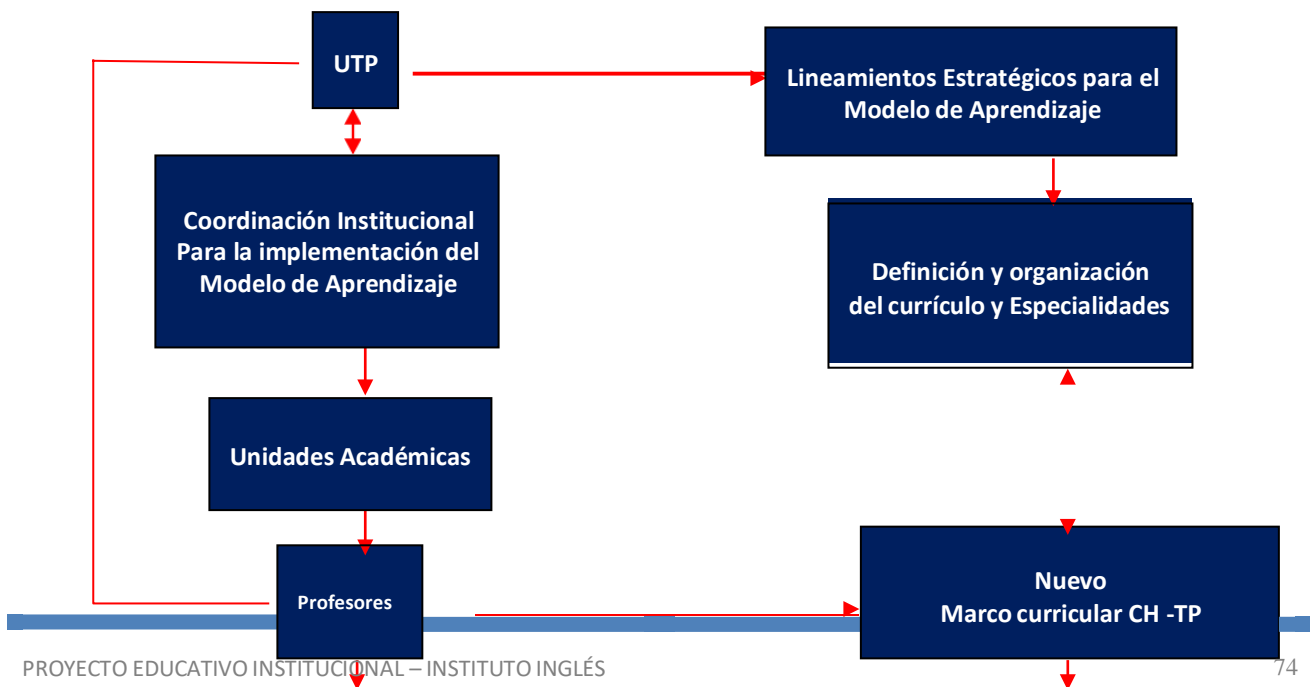 UTP
Lineamientos Estratégicos para el
Modelo de Aprendizaje
Coordinación Institucional
Para la implementación del
Modelo de Aprendizaje
Definición y organización
del currículo y Especialidades
Unidades Académicas
Profesores
Nuevo
Marco curricular CH -TP
PROYECTO EDUCATIVO INSTITUCIONAL – INSTITUTO INGLÉS
74